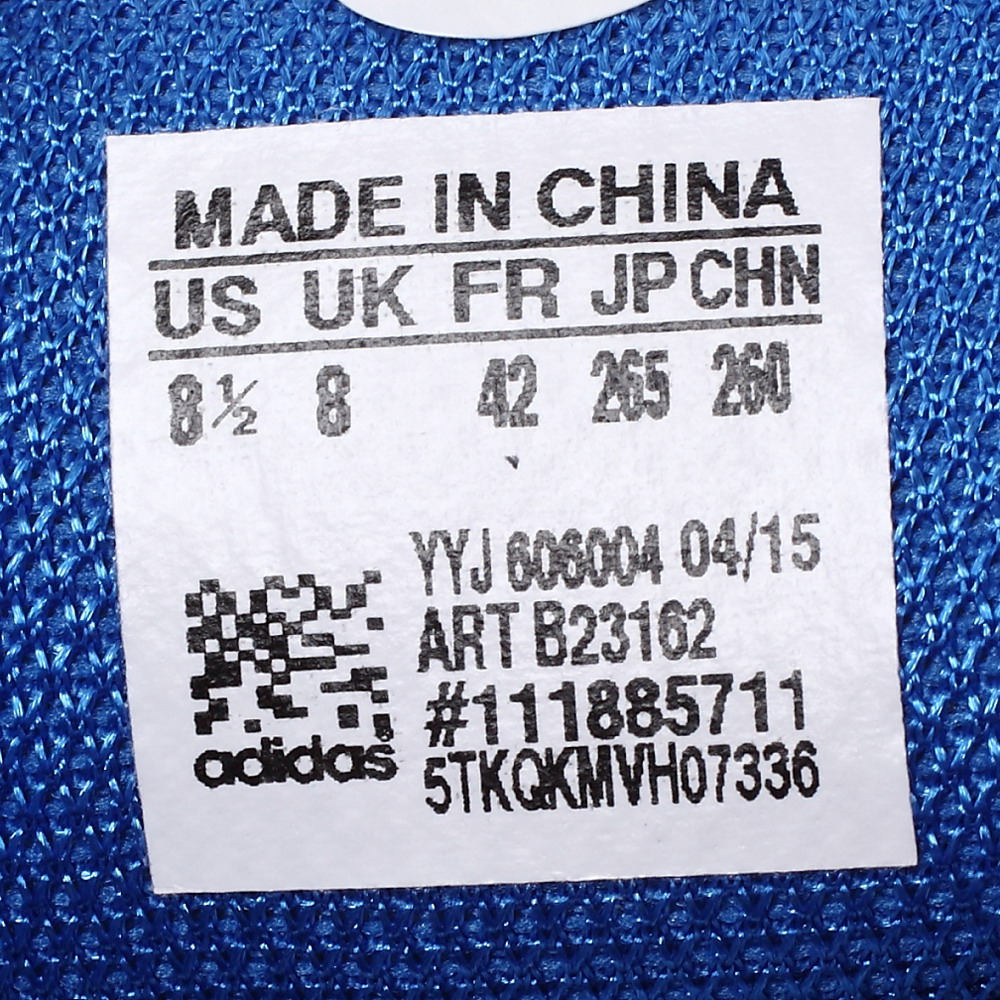 MADE IN CHINA
US UK FR JP CHN
8½ 8 42 265 260
YYJ 606004 04/15
ART B23162
#111885711
5TKQKMVH07336
adidas®